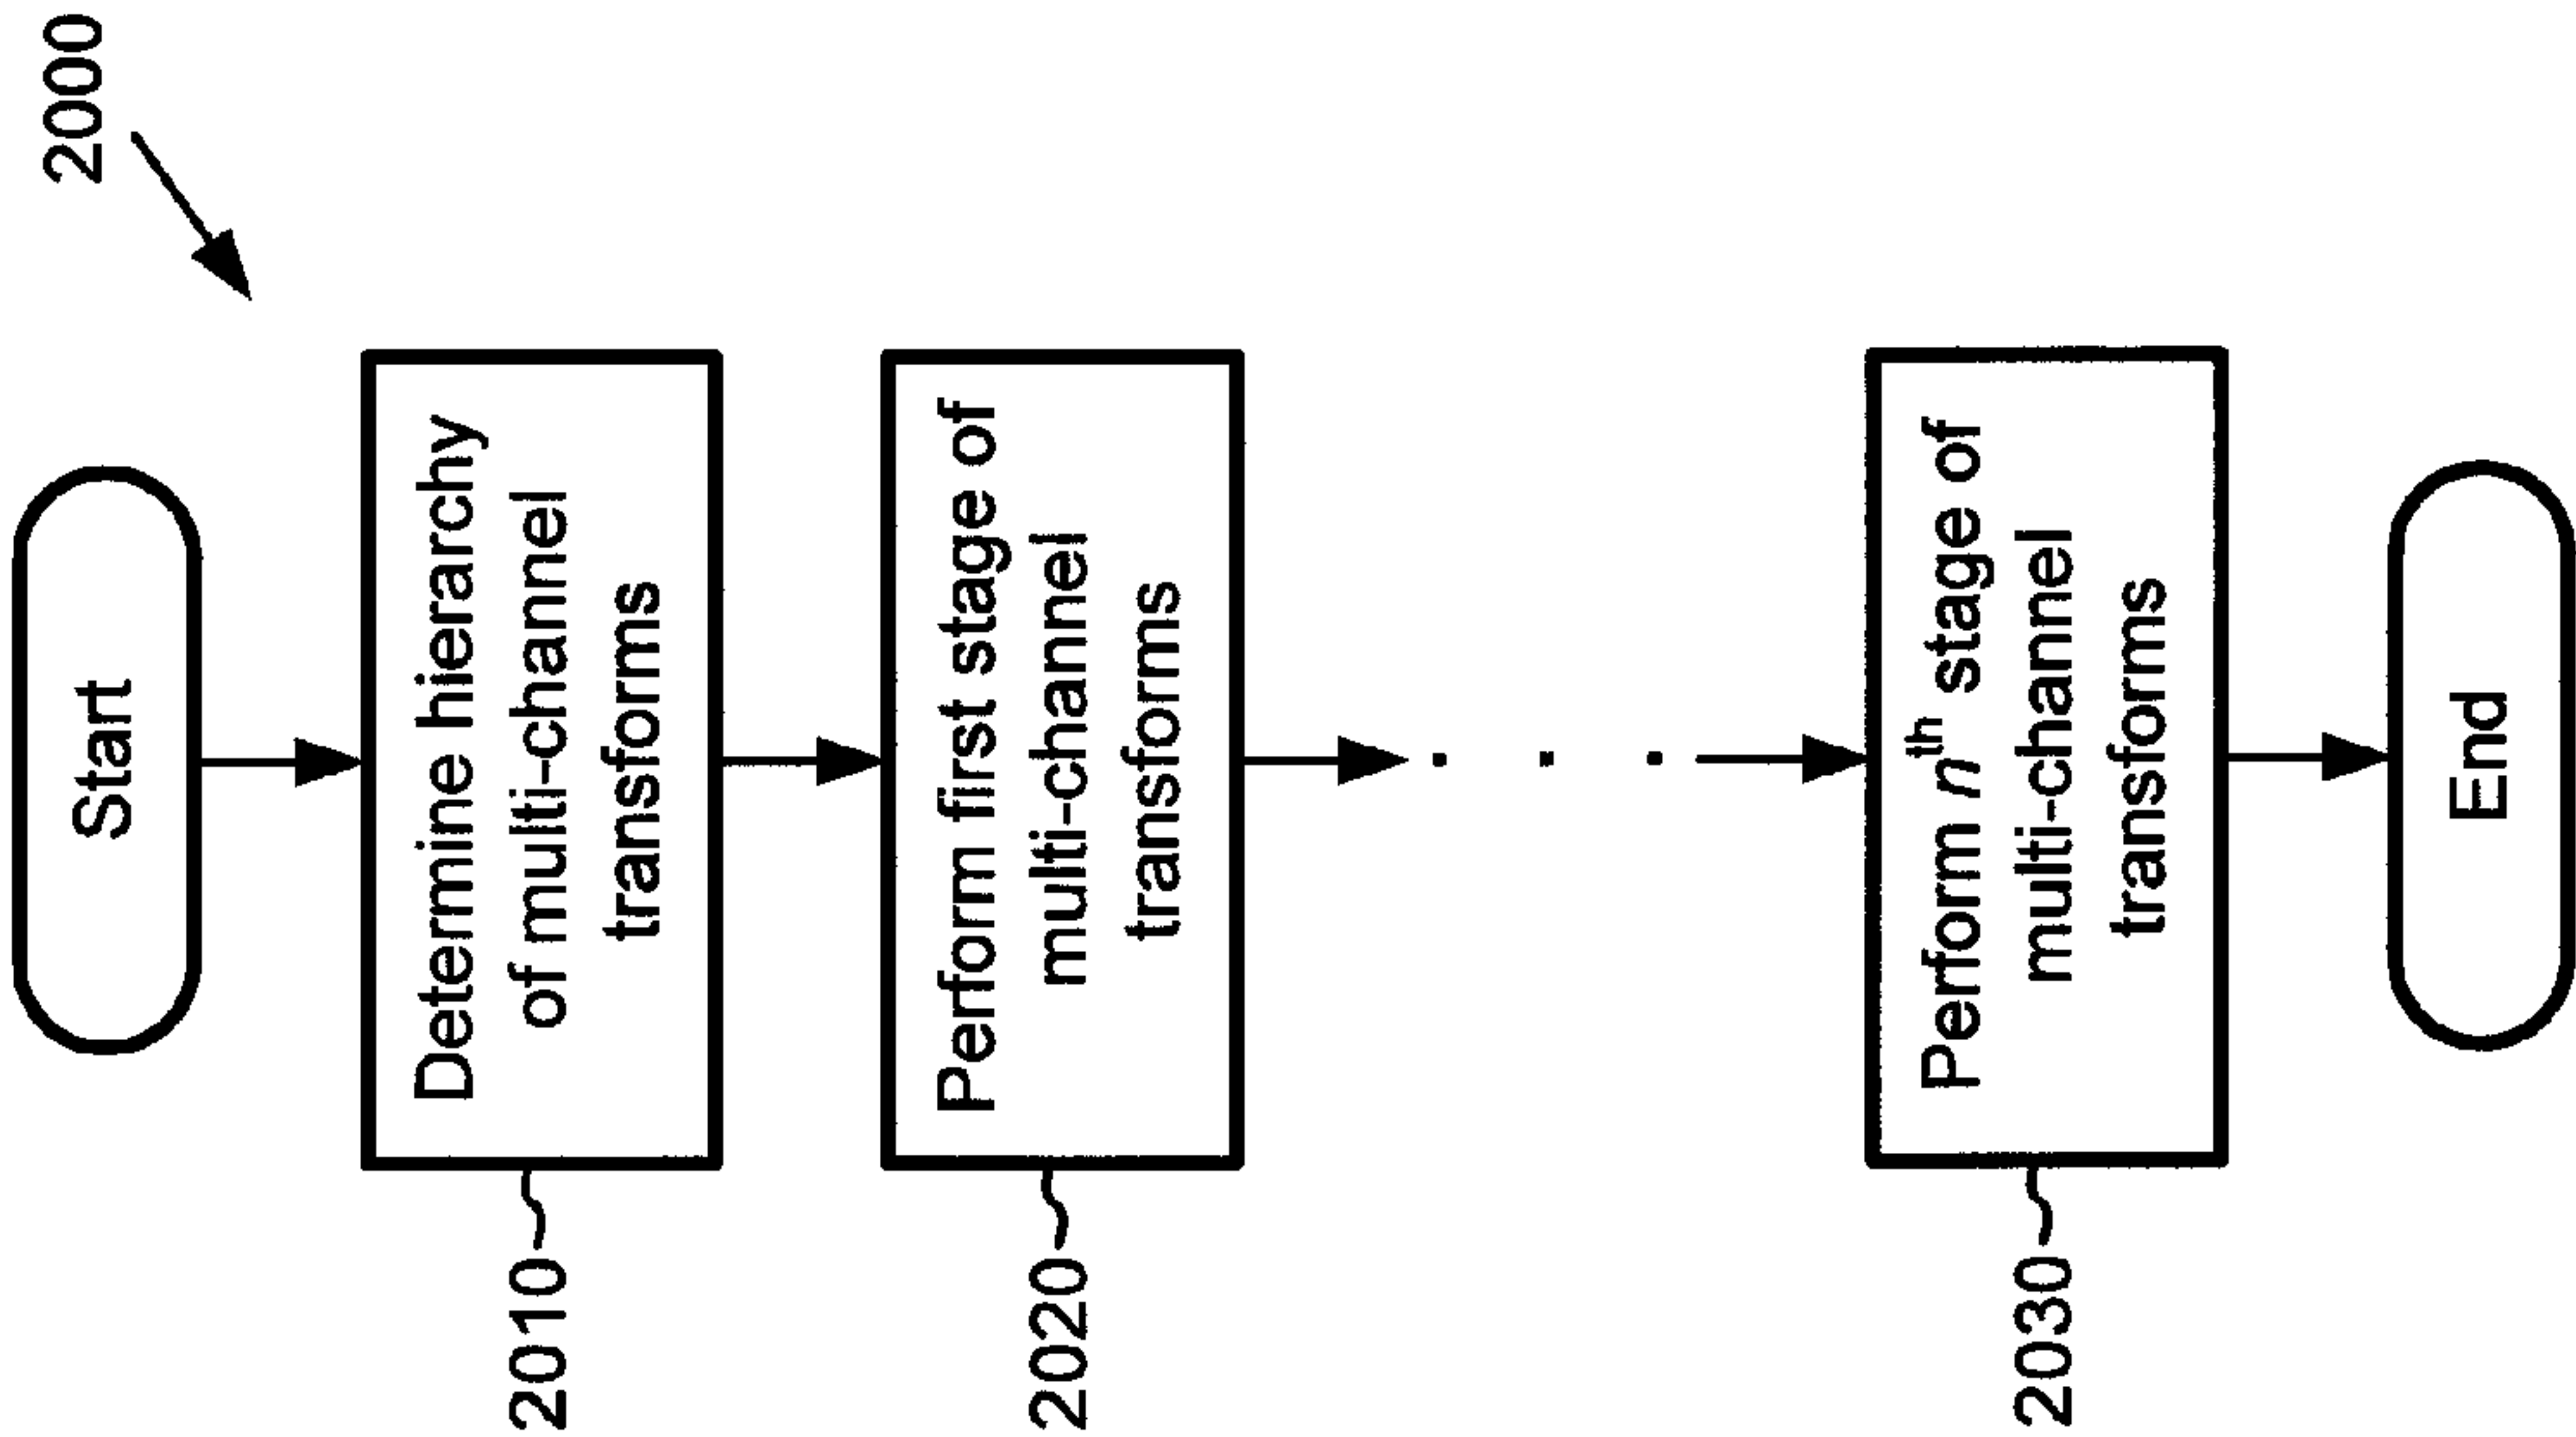 2000
Start
2010
Determine hierarchy
of multi-channel
transforms
2020
Perform first stage of
multi-channel
transforms
. . .
2030
Perform nth stage of
multi-channel
transforms
End